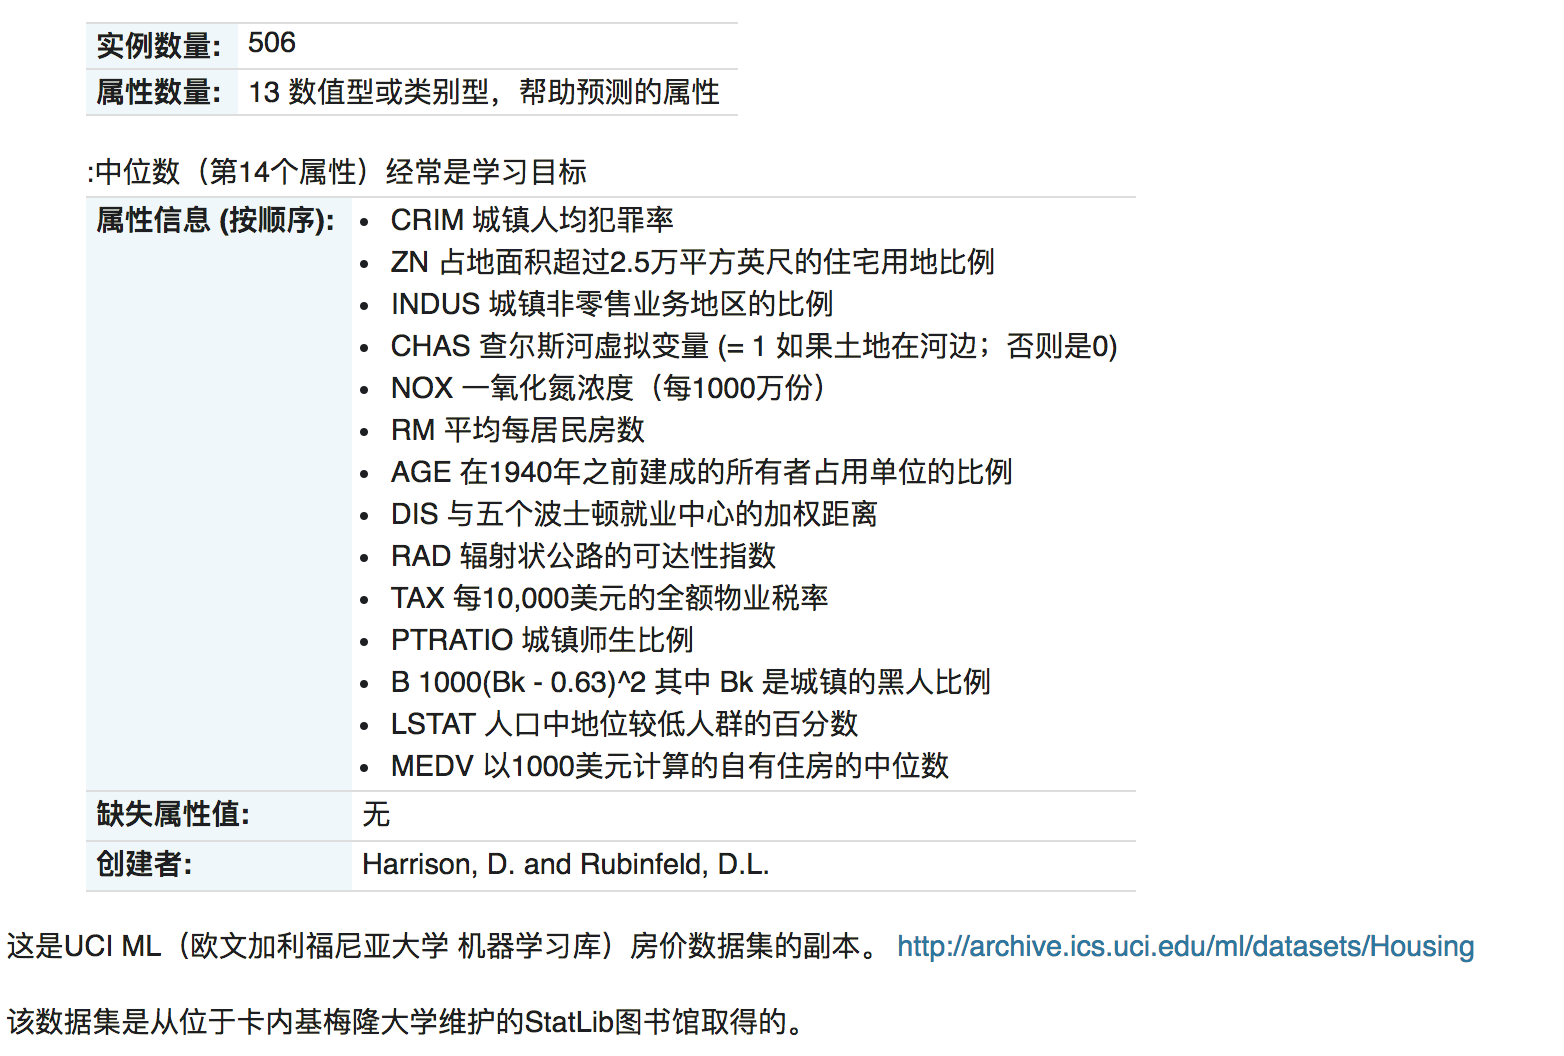 实例数量: 506
属性数量: 13 数值型或类别型，帮助预测的属性
:中位数（第14个属性）经常是学习目标
属性信息 (按顺序): • CRIM 城镇人均犯罪率
• ZN 占地面积超过2.5万平方英尺的住宅用地比例
• INDUS 城镇非零售业务地区的比例
• CHAS 查尔斯河虚拟变量 (= 1 如果土地在河边；否则是0)
• NOX 一氧化氮浓度（每1000万份）
• RM 平均每居民房数
• AGE 在1940年之前建成的所有者占用单位的比例
• DIS 与五个波士顿就业中心的加权距离
• RAD 辐射状公路的可达性指数
• TAX 每10,000美元的全额物业税率
• PTRATIO 城镇师生比例
• B 1000(Bk - 0.63)^2 其中 Bk 是城镇的黑人比例
• LSTAT 人口中地位较低人群的百分数
• MEDV 以1000美元计算的自有住房的中位数
缺失属性值: 无
创建者: Harrison, D. and Rubinfeld, D.L.
这是UCI ML（欧文加利福尼亚大学 机器学习库）房价数据集的副本。 http://archive.ics.uci.edu/ml/datasets/Housing
该数据集是从位于卡内基梅隆大学维护的StatLib图书馆取得的。